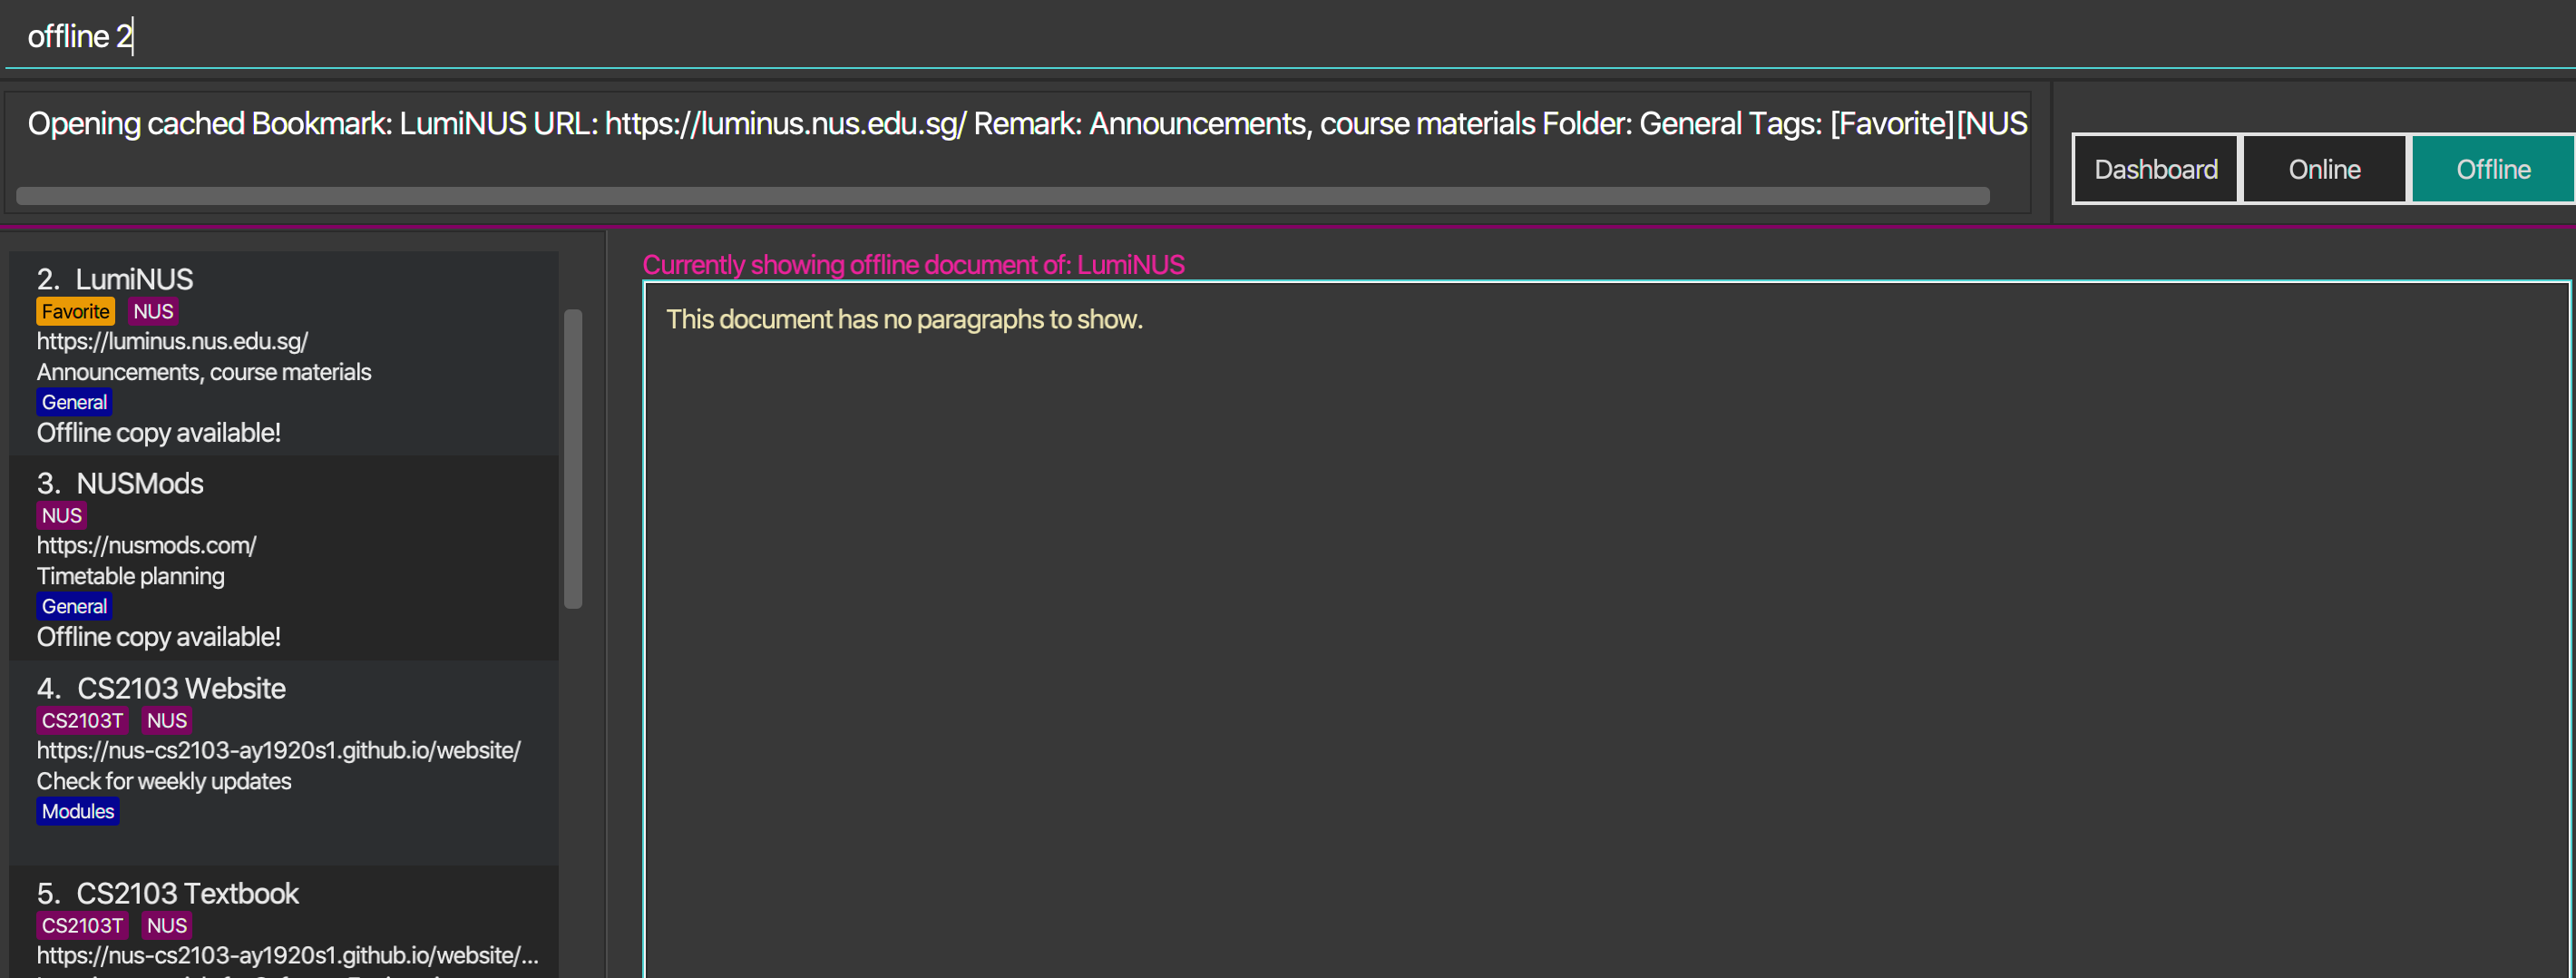 offline 2
Opening cached Bookmark: LumiNUS URL: https://luminus.nus.edu.sg/ Remark: Announcements, course materials Folder: General Tags: [Favorite][NUS
Dashboard
Online
Offline
2. LumiNUS
Favorite NUS
https://luminus.nus.edu.sg/
Announcements, course materials
General
Offline copy available!
3. NUSMods
NUS
https://nusmods.com/
Timetable planning
General
Offline copy available!
4. CS2103 Website
CS2103T NUS
https://nus-cs2103-ay1920s1.github.io/website/
Check for weekly updates
Modules
5. CS2103 Textbook
CS2103T NUS
https://nus-cs2103-ay1920s1.github.io/website/...
Currently showing offline document of: LumiNUS
This document has no paragraphs to show.